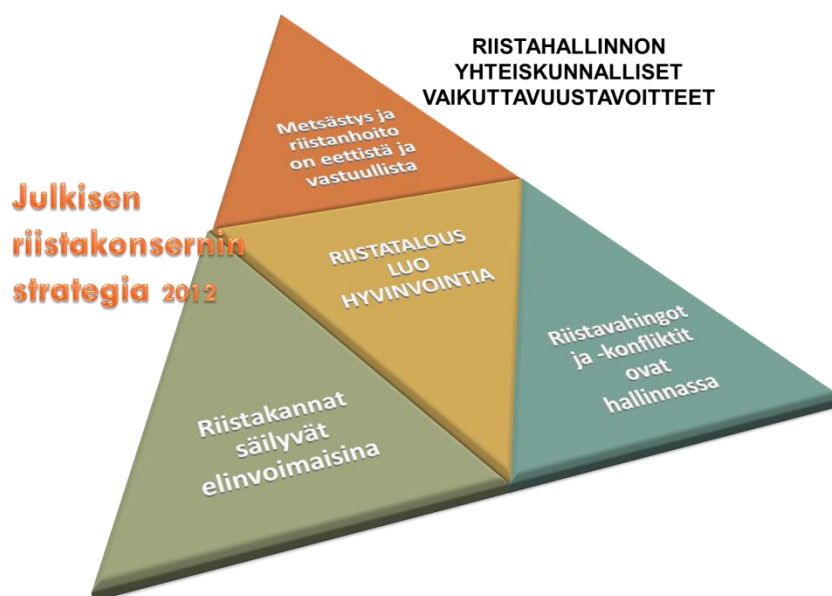 RIISTAHALLINNON
YHTEISKUNNALLISET
VAIKUTTAVUUSTAVOITTEET
Metsästys ja
riistanhoito
on eettistä ja
vastuullista
Julkisen
riistakonsernin
strategia 2012
RIISTATALOUS
LUO
HYVINVOINTIA
Riistavahingot
ja -konfliktit
ovat
hallinnassa
Riistakannat
säilyvät
elinvoimaisina